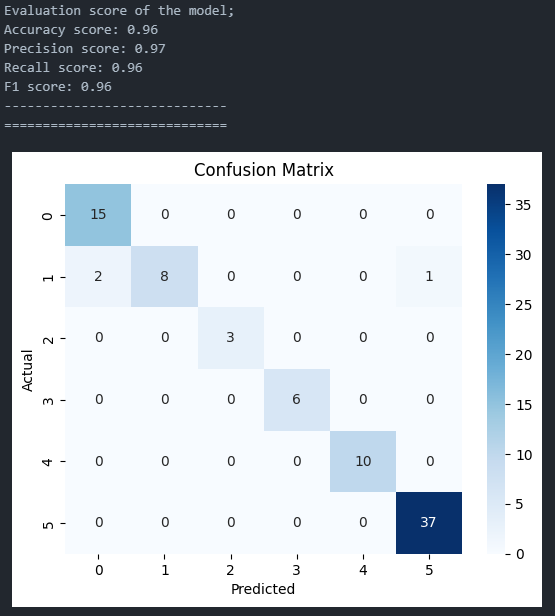 Evaluation score of the model;
Accuracy score: 0.96
Precision score: 0.97
Recall score: 0.96
F1 score: 0.96
-----------------------------
=============================
Confusion Matrix
0 15 0 0 0 0 0
1 2 8 0 0 0 1
2 0 0 3 0 0 0
3 0 0 0 6 0 0
4 0 0 0 0 10 0
5 0 0 0 0 0 37
0 1 2 3 4 5
Actual
Predicted
35
30
25
20
15
10
5
0